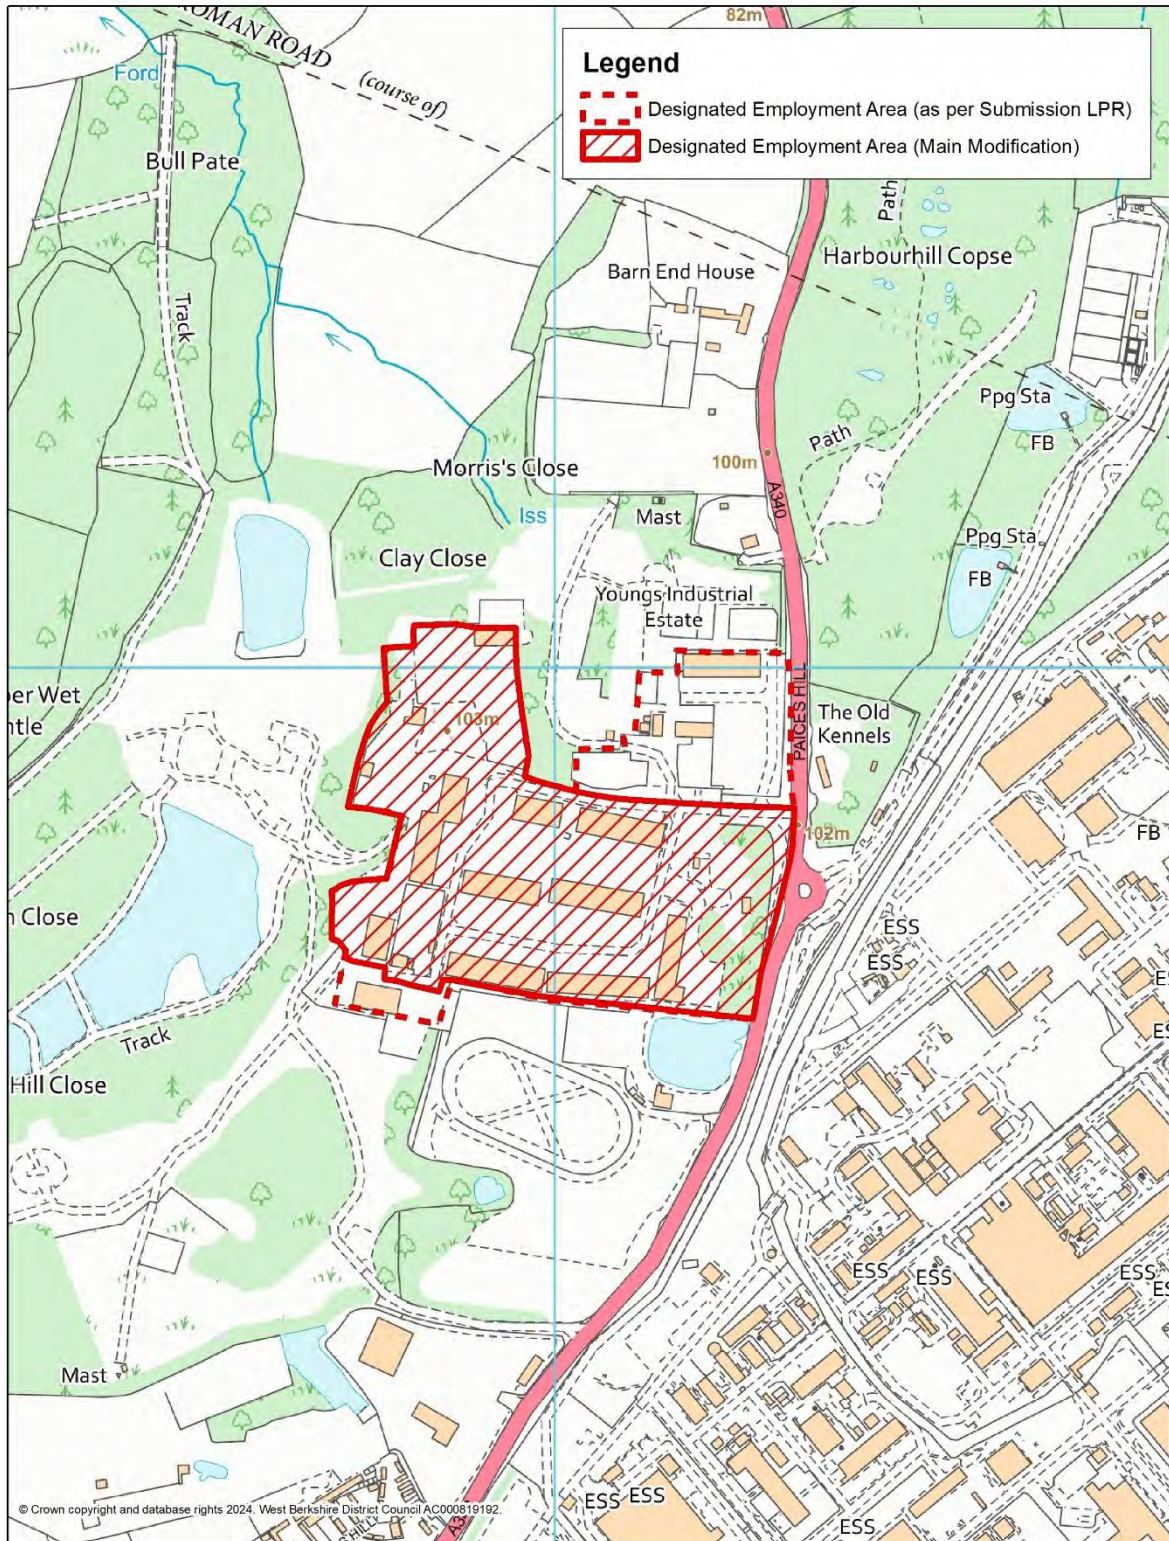 82m
ROMAN ROAD
(course of)
Legend
Designated Employment Area (as per Submission LPR)
Designated Employment Area (Main Modification)
Ford
Bull Pate
Path
Harbourhill Copse
Barn End House
Track
Ppg Sta
Path
FB
100m
Morris's Close
A340
Iss
Mast
Ppg Sta
Clay Close
FB
Youngs Industrial
Estate
PAICES HILL
The Old
Kennels
103m
102m
FB
n Close
ESS
ESS
Track
Hill Close
ESS
ESS
ESS
Mast
© Crown copyright and database rights 2024. West Berkshire District Council AC000819192.
ESS
ESS
ESS